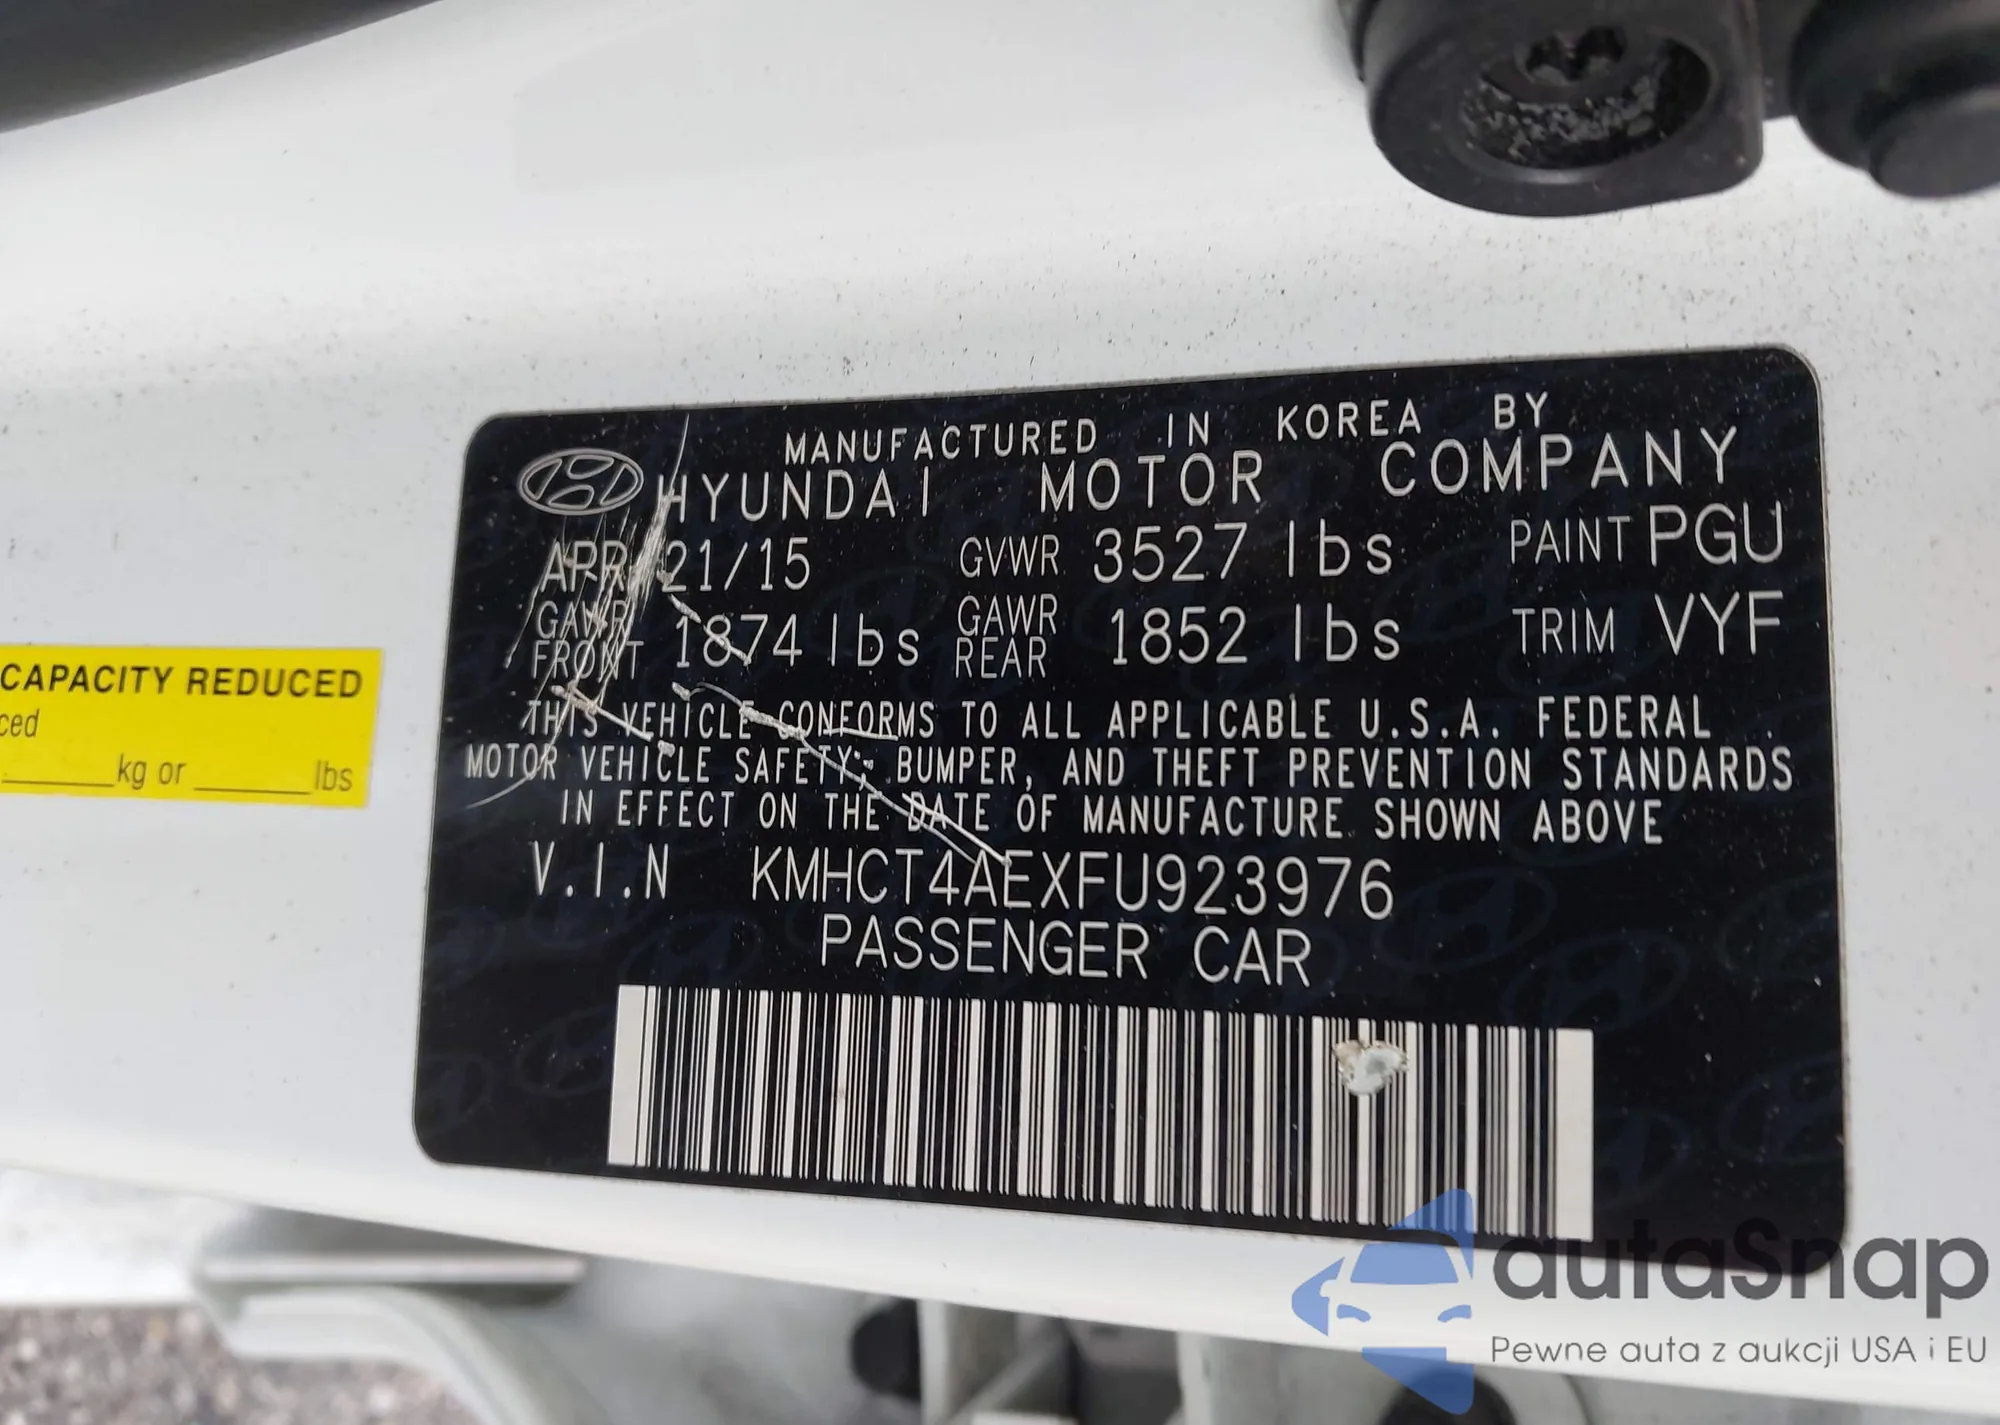 MANUFACTURED IN KOREA BY
HYUNDAI MOTOR COMPANY
APR. 21/15 GVWR 3527 lbs PAINT PGU
GAWR FRONT 1874 lbs GAWR REAR 1852 lbs TRIM VYF
THIS VEHICLE CONFORMS TO ALL APPLICABLE U.S.A. FEDERAL
MOTOR VEHICLE SAFETY, BUMPER, AND THEFT PREVENTION STANDARDS
IN EFFECT ON THE DATE OF MANUFACTURE SHOWN ABOVE
V.I.N KMHCT4AEXFU923976
PASSENGER CAR
CAPACITY REDUCED
ced
______kg or ______lbs
autaSnap
Pewne auta z aukcji USA i EU